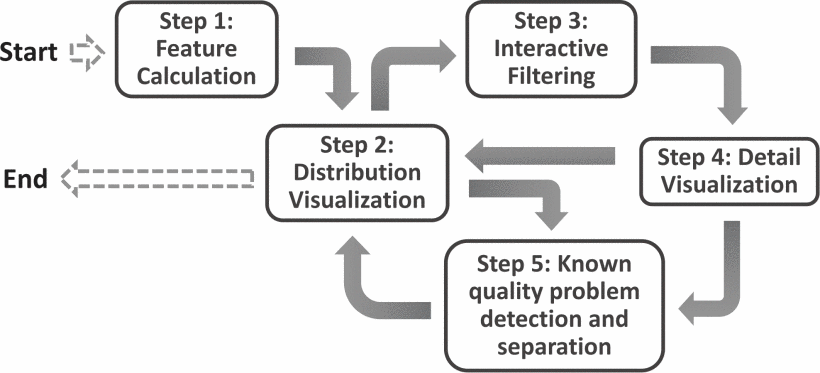 Start
Step 1:
Feature
Calculation
Step 3:
Interactive
Filtering
End
Step 2:
Distribution
Visualization
Step 4: Detail
Visualization
Step 5: Known
quality problem
detection and
separation